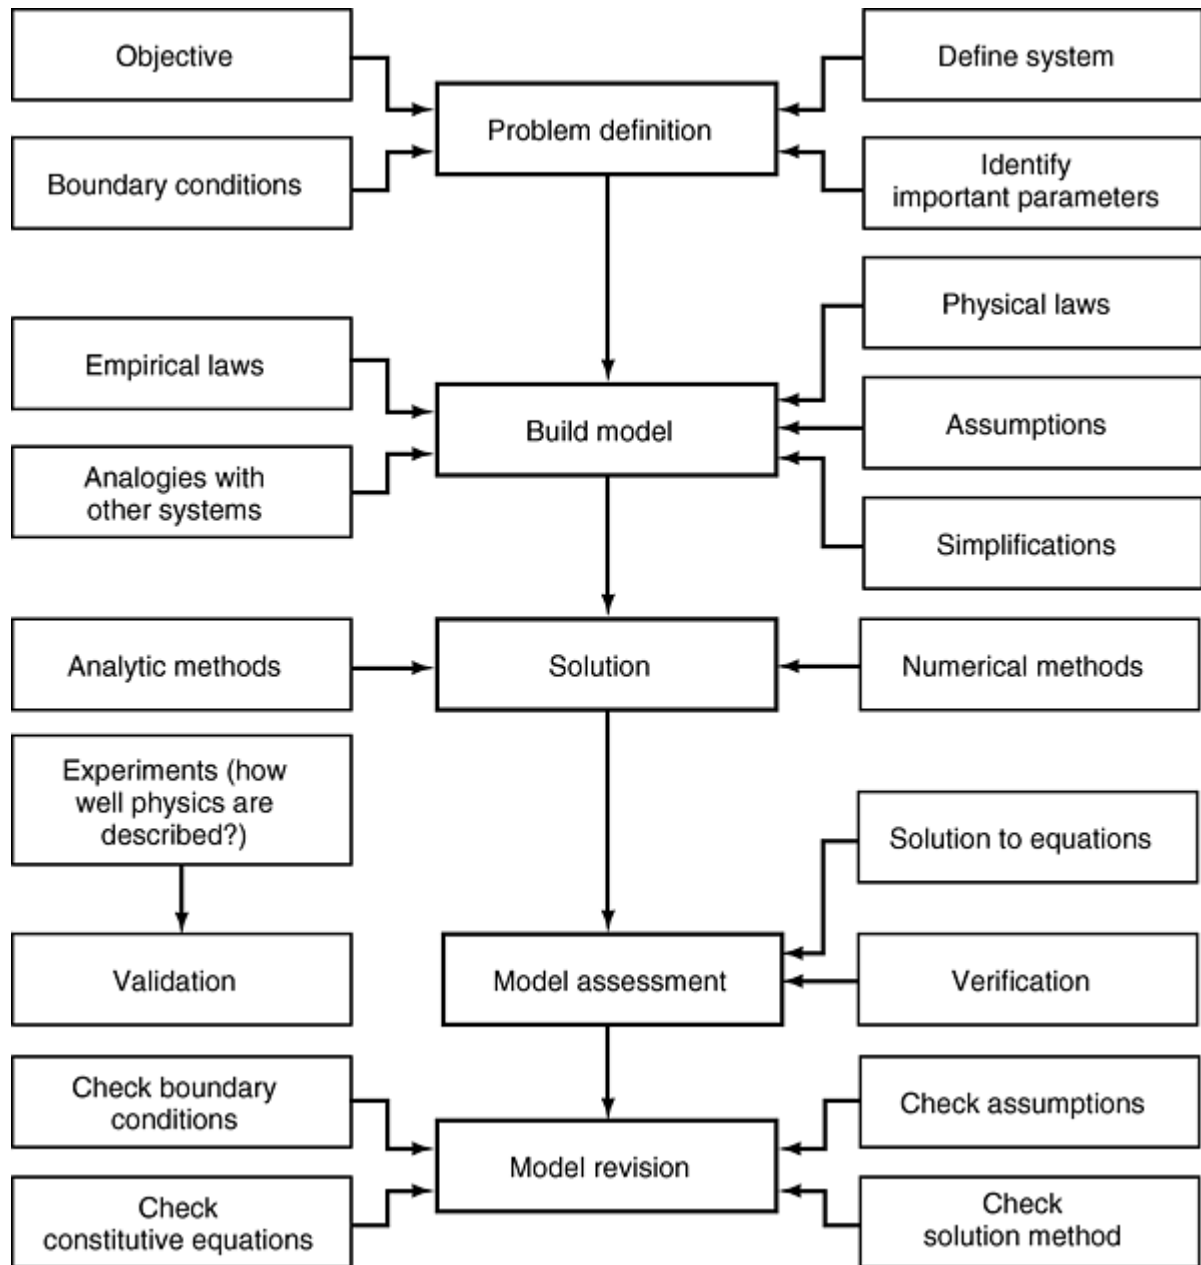 Objective
Define system
Problem definition
Boundary conditions
Identify
important parameters
Physical laws
Empirical laws
Build model
Assumptions
Analogies with
other systems
Simplifications
Analytic methods
Solution
Numerical methods
Experiments (how
well physics are
described?)
Solution to equations
Validation
Model assessment
Verification
Check boundary
conditions
Check assumptions
Model revision
Check
constitutive equations
Check
solution method